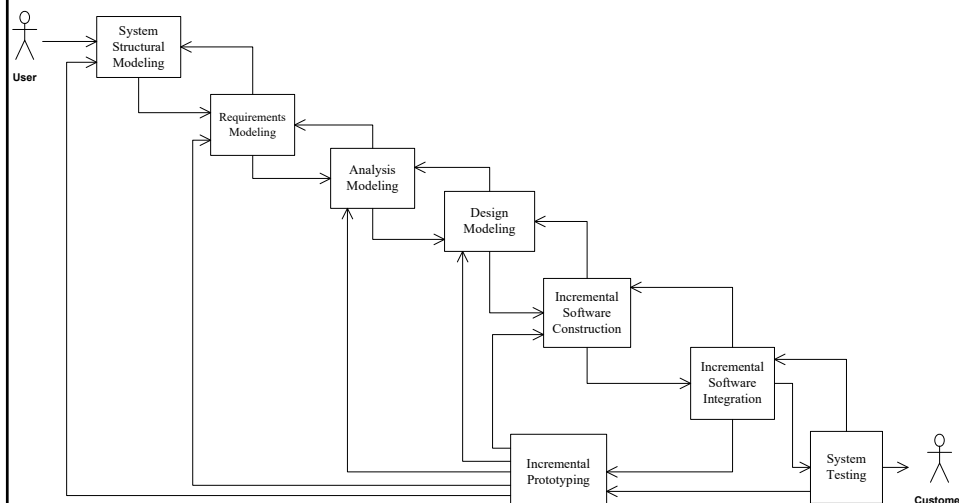 User
System
Structural
Modeling
Requirements
Modeling
Analysis
Modeling
Design
Modeling
Incremental
Software
Construction
Incremental
Software
Integration
Incremental
Prototyping
System
Testing
Custome